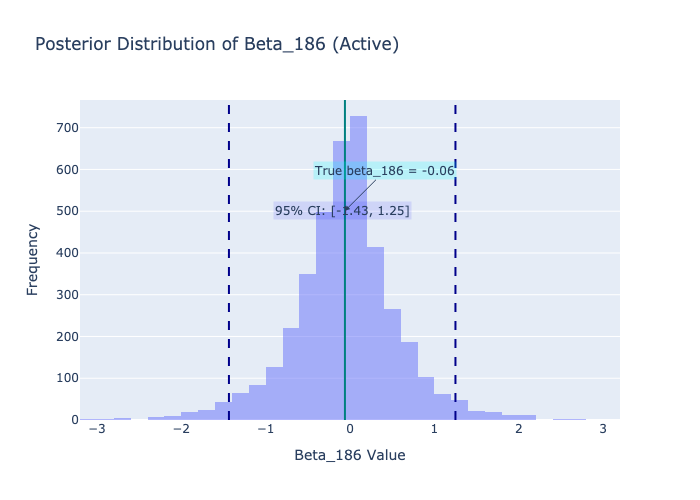 Posterior Distribution of Beta_186 (Active)
700
True beta_186 = -0.06
600
95% CI: [-1.43, 1.25]
500
Frequency
400
300
200
100
0
−3 −2 −1 0 1 2 3
Beta_186 Value